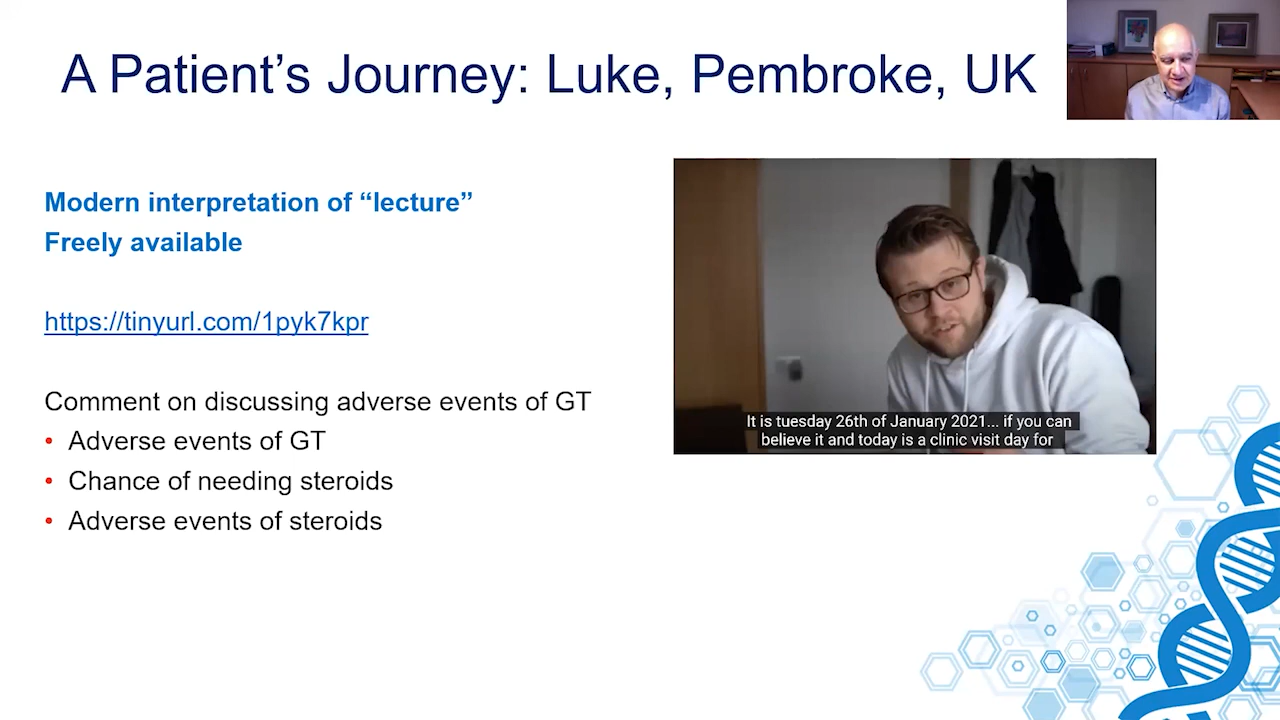 A Patient’s Journey: Luke, Pembroke, UK
Modern interpretation of “lecture”
Freely available
https://tinyurl.com/1pyk7kpr
Comment on discussing adverse events of GT
• Adverse events of GT
• Chance of needing steroids
• Adverse events of steroids
It is tuesday 26th of January 2021... if you can
believe it and today is a clinic visit day for